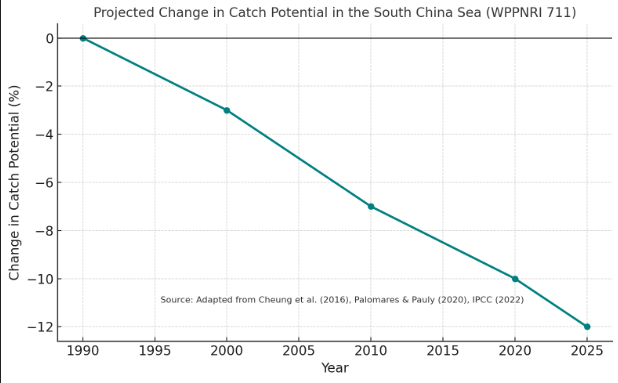 Projected Change in Catch Potential in the South China Sea (WPPNRI 711)
Change in Catch Potential (%)
0
−2
−4
−6
−8
−10
−12
Source: Adapted from Cheung et al. (2016), Palomares & Pauly (2020), IPCC (2022)
1990 1995 2000 2005 2010 2015 2020 2025
Year